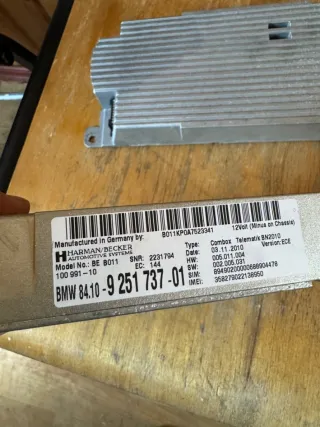 Manufactured in Germany by: B011KP0A7523341 12Volt (Minus on Chassis)
HARMAN/BECKER
AUTOMOTIVE SYSTEMS
Model No.: BE B011 SNR: 2231794
100 991-10 EC: 144
BMW 84.10 - 9 251 737 -01
Type: Combox Telematik BN2010
Date: 03.11.2010 Version: ECE
HW: 005.011.004
SW: 002.005.031
SIM: 89490200000688904478
IMEI: 358279022138950